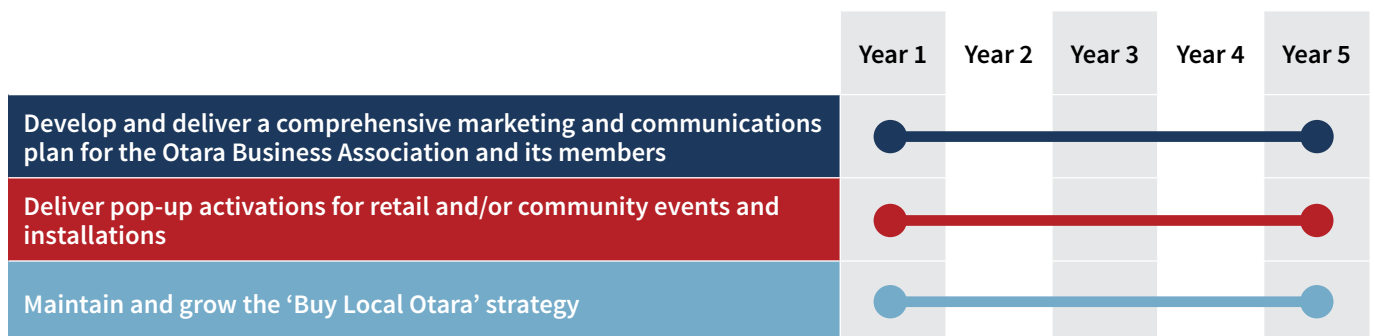 Year 1 Year 2 Year 3 Year 4 Year 5
Develop and deliver a comprehensive marketing and communications
plan for the Otara Business Association and its members
Deliver pop-up activations for retail and/or community events and
installations
Maintain and grow the ‘Buy Local Otara’ strategy